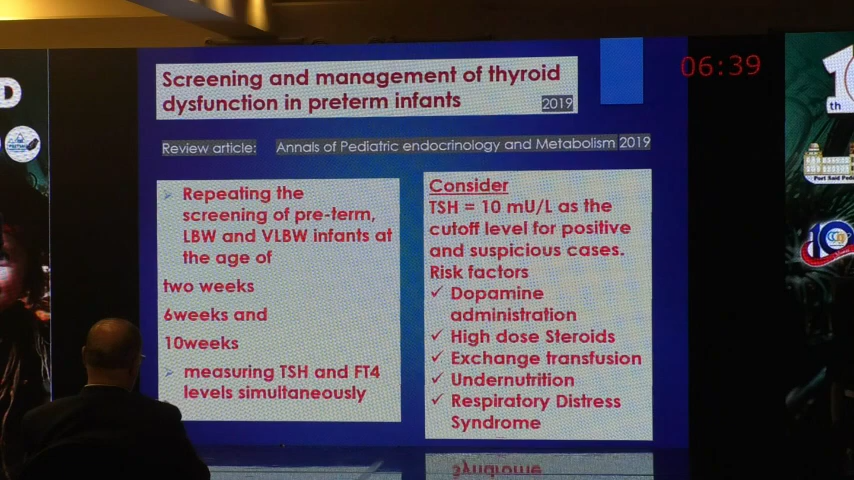 Screening and management of thyroid
dysfunction in preterm infants
2019
06:39
Review article: Annals of Pediatric endocrinology and Metabolism 2019
Repeating the
screening of pre-term,
LBW and VLBW infants at
the age of
two weeks
6weeks and
10weeks
measuring TSH and FT4
levels simultaneously
Consider
TSH = 10 mU/L as the
cutoff level for positive
and suspicious cases.
Risk factors
Dopamine
administration
High dose Steroids
Exchange transfusion
Undernutrition
Respiratory Distress
Syndrome
D
th
10